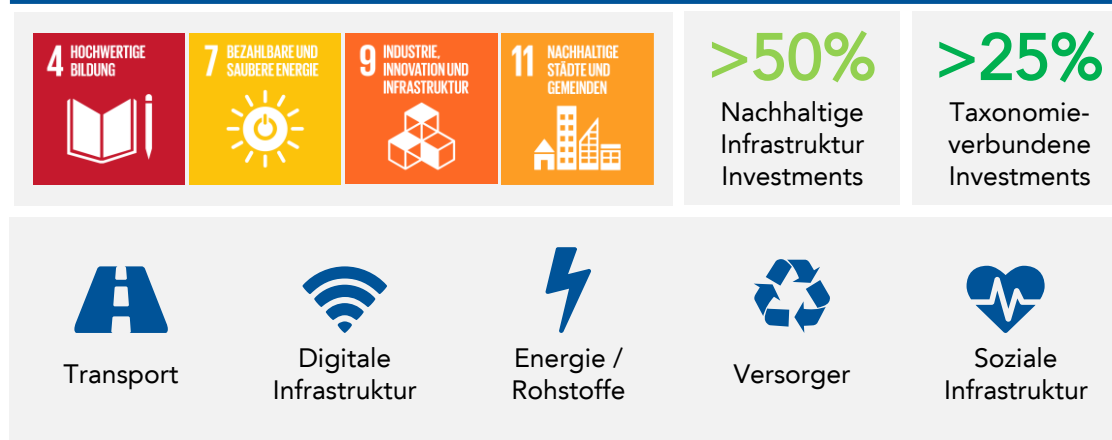 4 HOCHWERTIGE
BILDUNG
7 BEZAHLBARE UND
SAUBERE ENERGIE
9 INDUSTRIE,
INNOVATION UND
INFRASTRUKTUR
11 NACHHALTIGE
STÄDTE UND
GEMEINDEN
>50%
Nachhaltige
Infrastruktur
Investments
>25%
Taxonomie-
verbundene
Investments
Transport
Digitale
Infrastruktur
Energie /
Rohstoffe
Versorger
Soziale
Infrastruktur